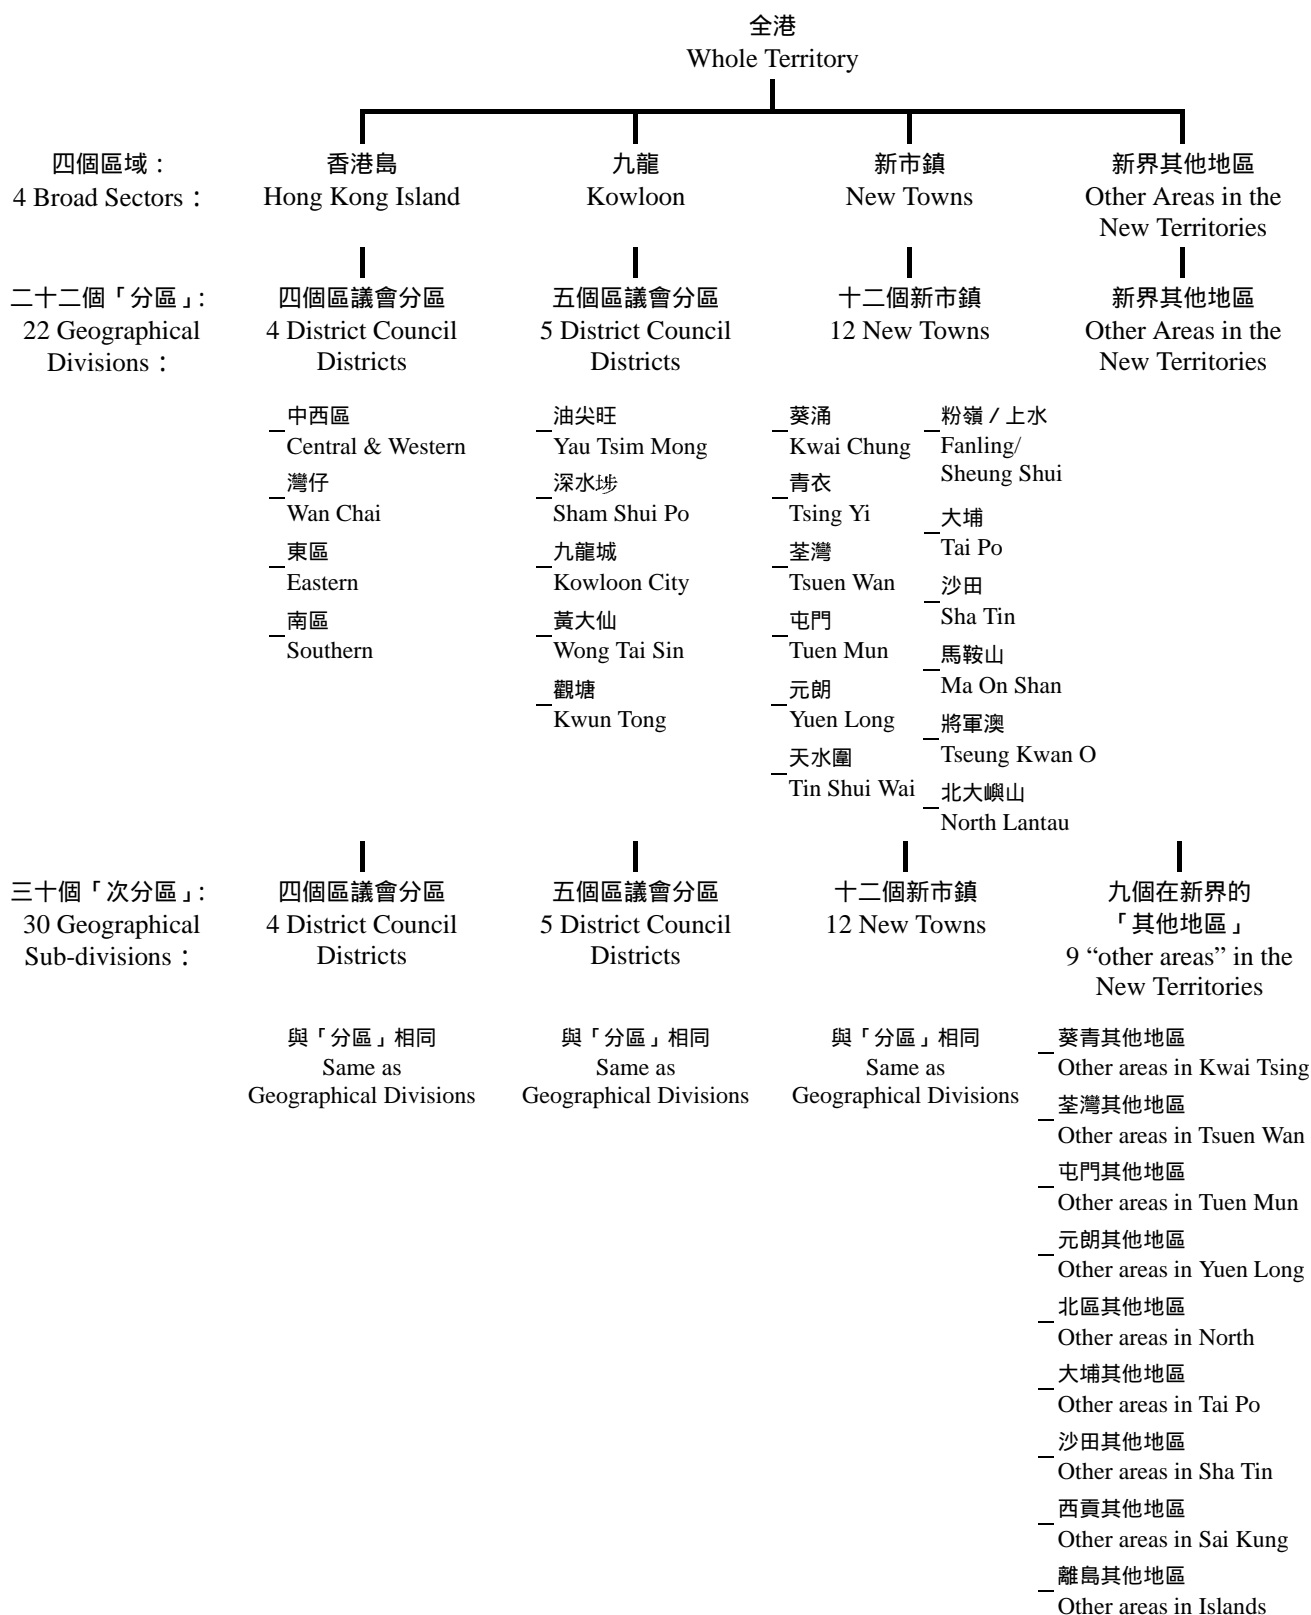 全港
Whole Territory
四個區域：
4 Broad Sectors：
香港島
Hong Kong Island
九龍
Kowloon
新市鎮
New Towns
新界其他地區
Other Areas in the
New Territories
二十二個「分區」：
22 Geographical
Divisions：
四個區議會分區
4 District Council
Districts
五個區議會分區
5 District Council
Districts
十二個新市鎮
12 New Towns
新界其他地區
Other Areas in the
New Territories
中西區
Central & Western
灣仔
Wan Chai
東區
Eastern
南區
Southern
油尖旺
Yau Tsim Mong
深水埗
Sham Shui Po
九龍城
Kowloon City
黃大仙
Wong Tai Sin
觀塘
Kwun Tong
葵涌
Kwai Chung
青衣
Tsing Yi
荃灣
Tsuen Wan
屯門
Tuen Mun
元朗
Yuen Long
天水圍
Tin Shui Wai
粉嶺／上水
Fanling/
Sheung Shui
大埔
Tai Po
沙田
Sha Tin
馬鞍山
Ma On Shan
將軍澳
Tseung Kwan O
北大嶼山
North Lantau
三十個「次分區」：
30 Geographical
Sub-divisions：
四個區議會分區
4 District Council
Districts
五個區議會分區
5 District Council
Districts
十二個新市鎮
12 New Towns
九個在新界的
「其他地區」
9 “other areas” in the
New Territories
與「分區」相同
Same as
Geographical Divisions
與「分區」相同
Same as
Geographical Divisions
與「分區」相同
Same as
Geographical Divisions
葵青其他地區
Other areas in Kwai Tsing
荃灣其他地區
Other areas in Tsuen Wan
屯門其他地區
Other areas in Tuen Mun
元朗其他地區
Other areas in Yuen Long
北區其他地區
Other areas in North
大埔其他地區
Other areas in Tai Po
沙田其他地區
Other areas in Sha Tin
西貢其他地區
Other areas in Sai Kung
離島其他地區
Other areas in Islands